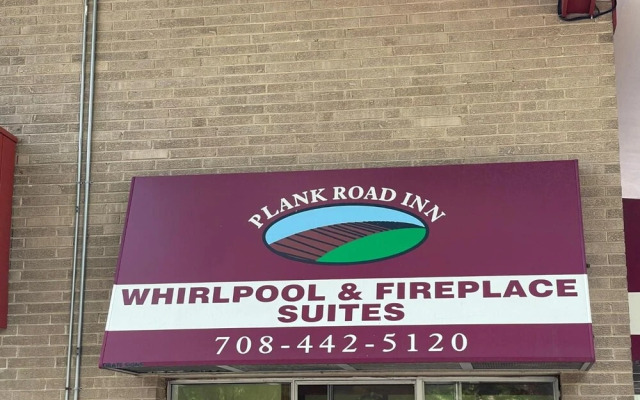 PLANK ROAD INN
WHIRLPOOL & FIREPLACE
SUITES
708-442-5120